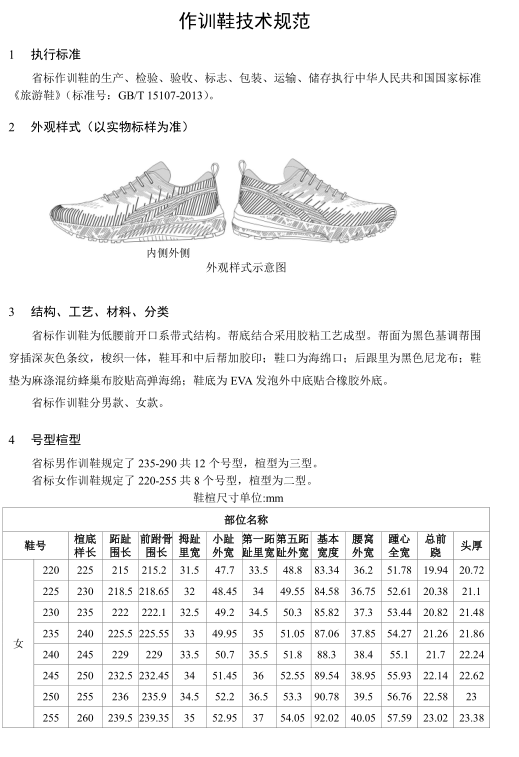 作训鞋技术规范
1 执行标准
省标作训鞋的生产、检验、验收、标志、包装、运输、储存执行中华人民共和国国家标准
《旅游鞋》（标准号：GB/T 15107-2013）。
2 外观样式（以实物标样为准）
内侧外侧
外观样式示意图
3 结构、工艺、材料、分类
省标作训鞋为低腰前开口系带式结构。帮底结合采用胶粘工艺成型。帮面为黑色基调帮围
穿插深灰色条纹，梭织一体，鞋耳和中后帮加胶印；鞋口为海绵口；后跟里为黑色尼龙布；鞋
垫为麻涤混纺蜂巢布胶贴高弹海绵；鞋底为 EVA 发泡外中底贴合橡胶外底。
省标作训鞋分男款、女款。
4 号型楦型
省标男作训鞋规定了 235-290 共 12 个号型，楦型为三型。
省标女作训鞋规定了 220-255 共 8 个号型，楦型为二型。
鞋楦尺寸单位:mm
部位名称
鞋号 楦底样长 跖趾围长 前跗骨围长 拇趾里宽 小趾外宽 第一跖趾里宽 第五跖趾外宽 基本宽度 腰窝外宽 踵心全宽 总前跷 头厚
女
220 225 215 215.2 31.5 47.7 33.5 48.8 83.34 36.2 51.78 19.94 20.72
225 230 218.5 218.65 32 48.45 34 49.55 84.58 36.75 52.61 20.38 21.1
230 235 222 222.1 32.5 49.2 34.5 50.3 85.82 37.3 53.44 20.82 21.48
235 240 225.5 225.55 33 49.95 35 51.05 87.06 37.85 54.27 21.26 21.86
240 245 229 229 33.5 50.7 35.5 51.8 88.3 38.4 55.1 21.7 22.24
245 250 232.5 232.45 34 51.45 36 52.55 89.54 38.95 55.93 22.14 22.62
250 255 236 235.9 34.5 52.2 36.5 53.3 90.78 39.5 56.76 22.58 23
255 260 239.5 239.35 35 52.95 37 54.05 92.02 40.05 57.59 23.02 23.38